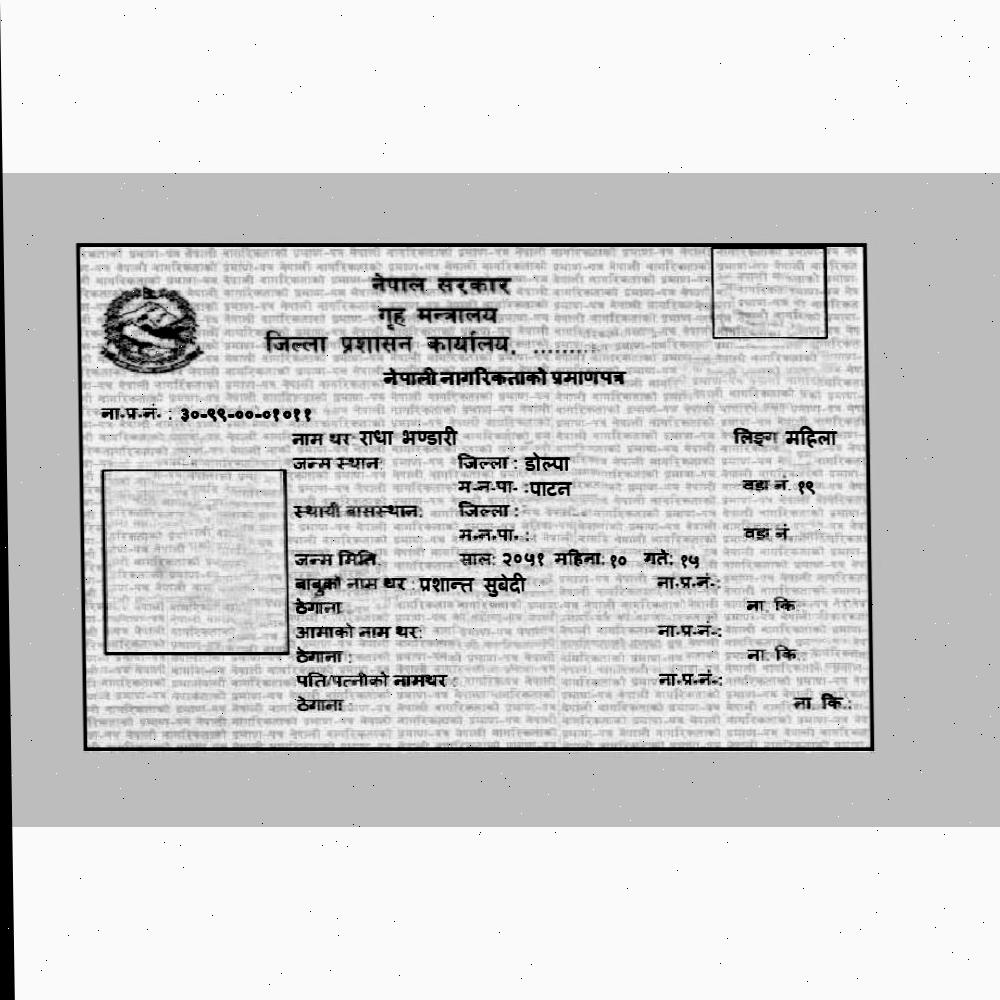 नेपाल सरकार
गृह मन्त्रालय
जिल्ला प्रशासन कार्यालय, .........
नेपाली नागरिकताको प्रमाणपत्र
ना.प्र.नं. : ३०-९९-००-०१०११
नाम थर राधा भण्डारी लिङ्ग महिला
जन्म स्थान: जिल्ला : डोल्पा
म.न.पा. :पाटन वडा नं. १९
स्थायी बासस्थान: जिल्ला :
म.न.पा. : वडा नं
जन्म मिति: साल: २०५१ महिना: १० गते: १५
बाबुको नाम थर : प्रशान्त सुबेदी ना.प्र.नं.:
ठेगाना ना. कि
आमाको नाम थर: ना.प्र.नं.:
ठेगाना : ना. कि.:
पति/पत्नीको नामथर : ना.प्र.नं.:
ठेगाना : ना. कि.: